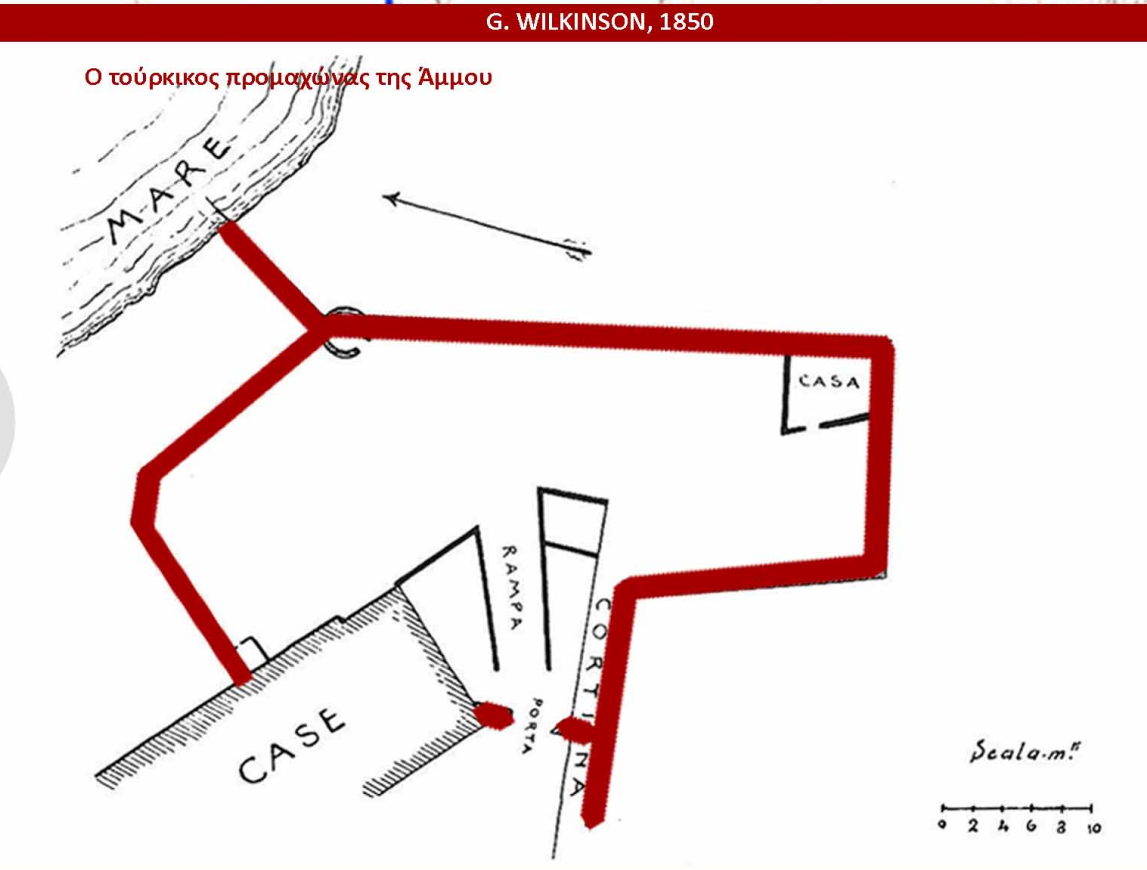 G. WILKINSON, 1850
Ο τούρκικος προμαχώνας της Άμμου
MARE
CASA
RAMPA
CORTINA
PORTA
CASE
Scala·m.ri
0 2 4 6 8 10